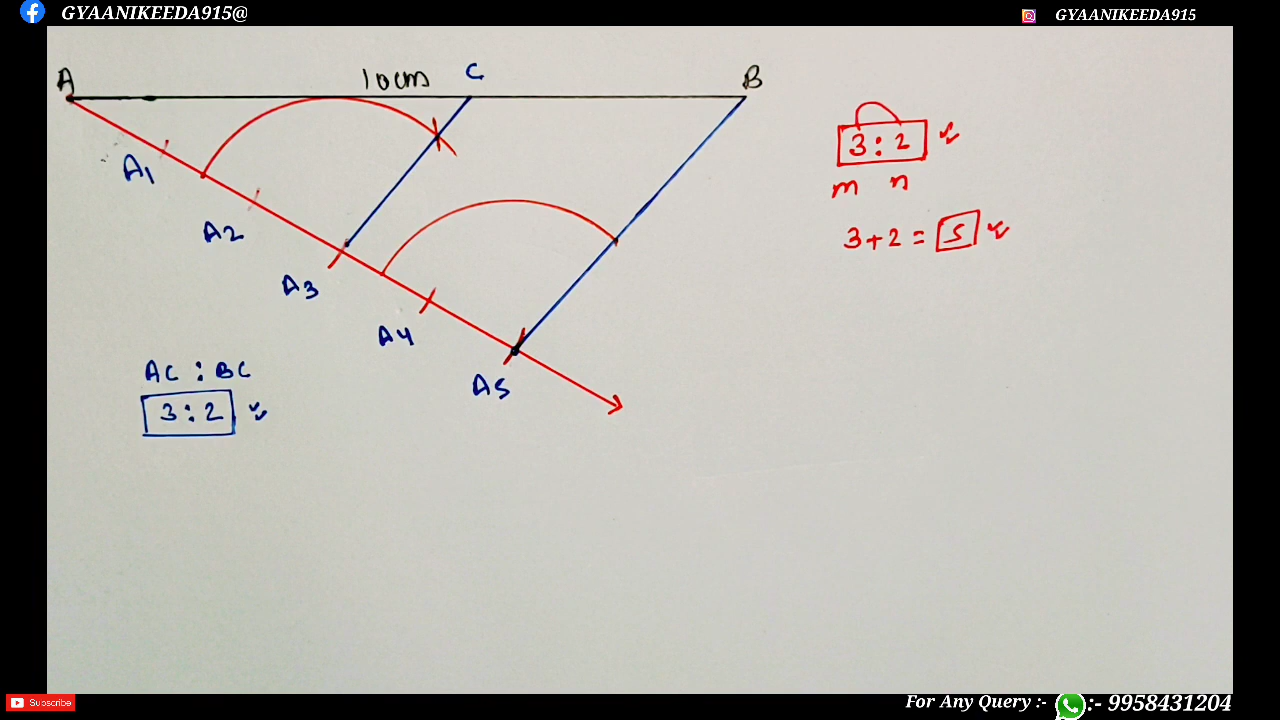 GYAANIKEEDA915@
GYAANIKEEDA915
A 10cm C B
3:2
m n
3+2=5
A1
A2
A3
A4
A5
AC : BC
3:2
Subscribe
For Any Query :- :- 9958431204